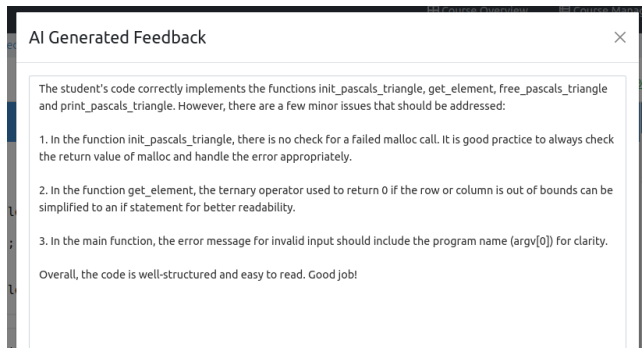 Course Overview
Course Mana
AI Generated Feedback
The student's code correctly implements the functions init_pascals_triangle, get_element, free_pascals_triangle
and print_pascals_triangle. However, there are a few minor issues that should be addressed:
1. In the function init_pascals_triangle, there is no check for a failed malloc call. It is good practice to always check
the return value of malloc and handle the error appropriately.
2. In the function get_element, the ternary operator used to return 0 if the row or column is out of bounds can be
simplified to an if statement for better readability.
3. In the main function, the error message for invalid input should include the program name (argv[0]) for clarity.
Overall, the code is well-structured and easy to read. Good job!